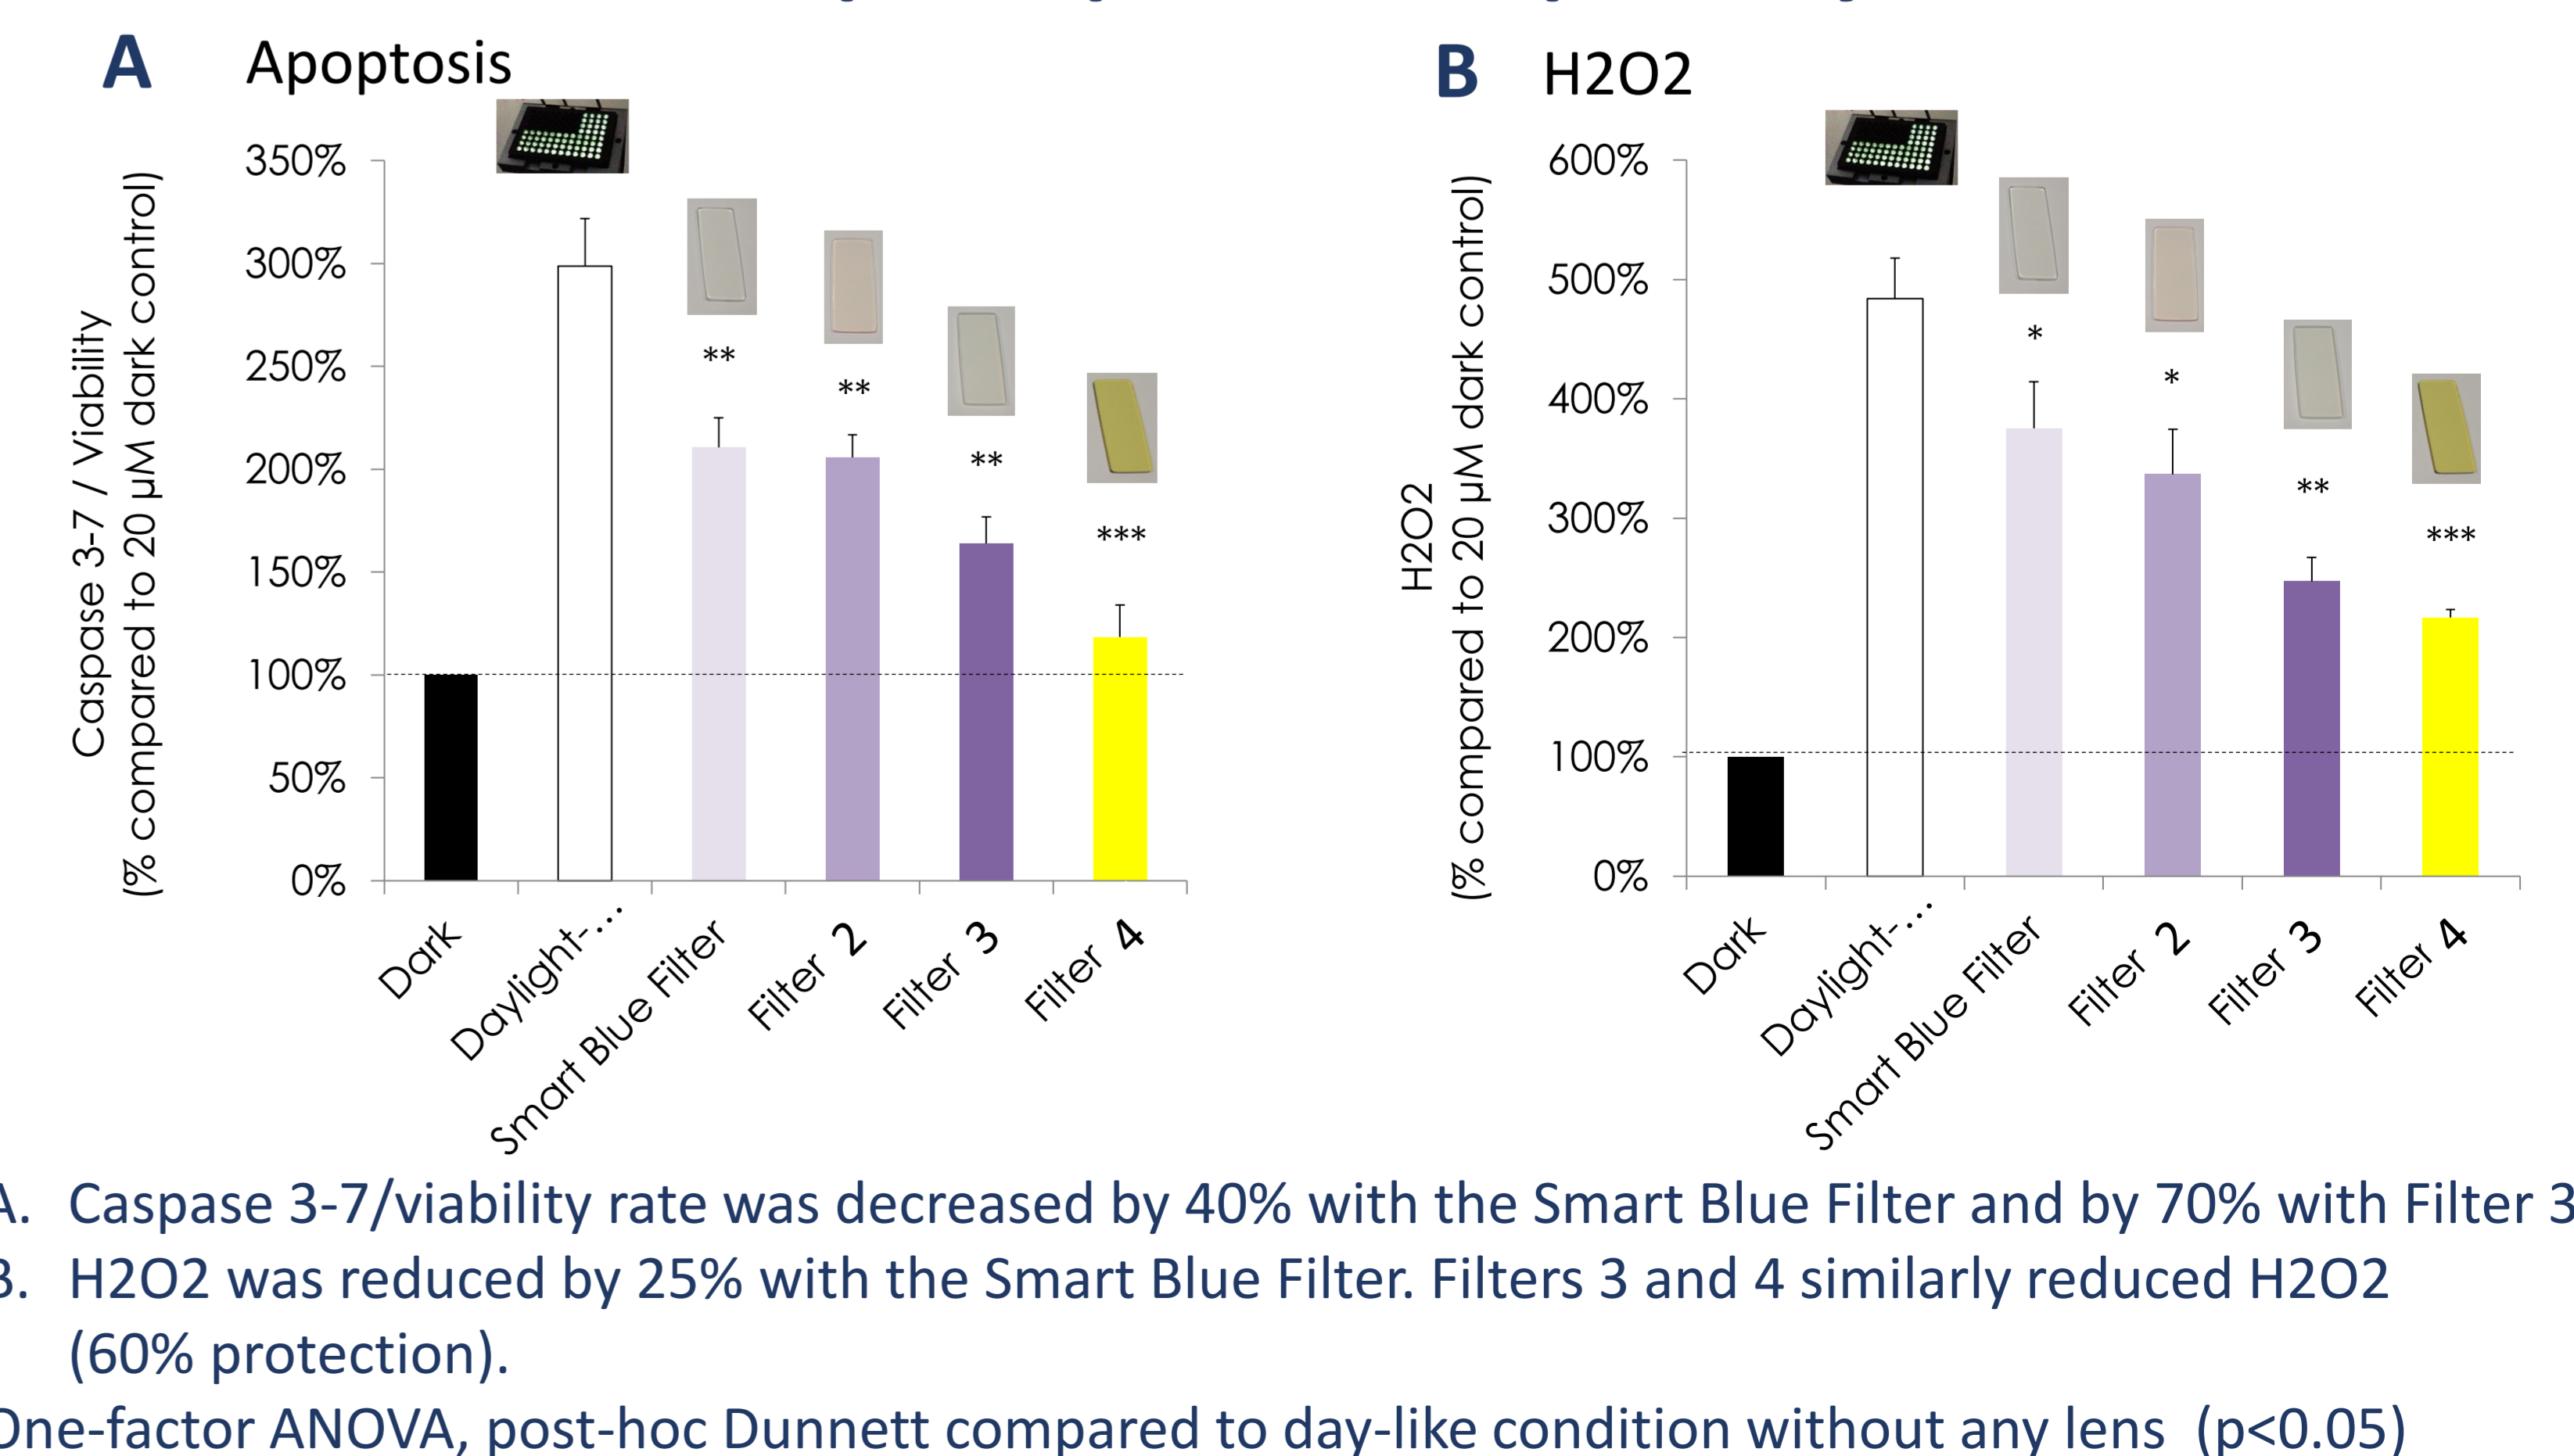 A Apoptosis
Caspase 3-7 / Viability
(% compared to 20 µM dark control)
350%
300%
250%
200%
150%
100%
50%
0%
**
**
**
***
Dark
Daylight-...
Smart Blue Filter
Filter 2
Filter 3
Filter 4
B H2O2
H2O2
(% compared to 20 µM dark control)
600%
500%
400%
300%
200%
100%
0%
*
*
**
***
Dark
Daylight-...
Smart Blue Filter
Filter 2
Filter 3
Filter 4
A. Caspase 3-7/viability rate was decreased by 40% with the Smart Blue Filter and by 70% with Filter 3
B. H2O2 was reduced by 25% with the Smart Blue Filter. Filters 3 and 4 similarly reduced H2O2
(60% protection).
One-factor ANOVA, post-hoc Dunnett compared to day-like condition without any lens (p<0.05)